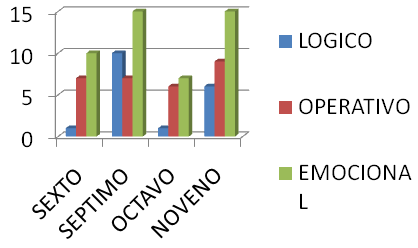 15
10
5
0
SEXTO
SEPTIMO
OCTAVO
NOVENO
LOGICO
OPERATIVO
EMOCIONA
L